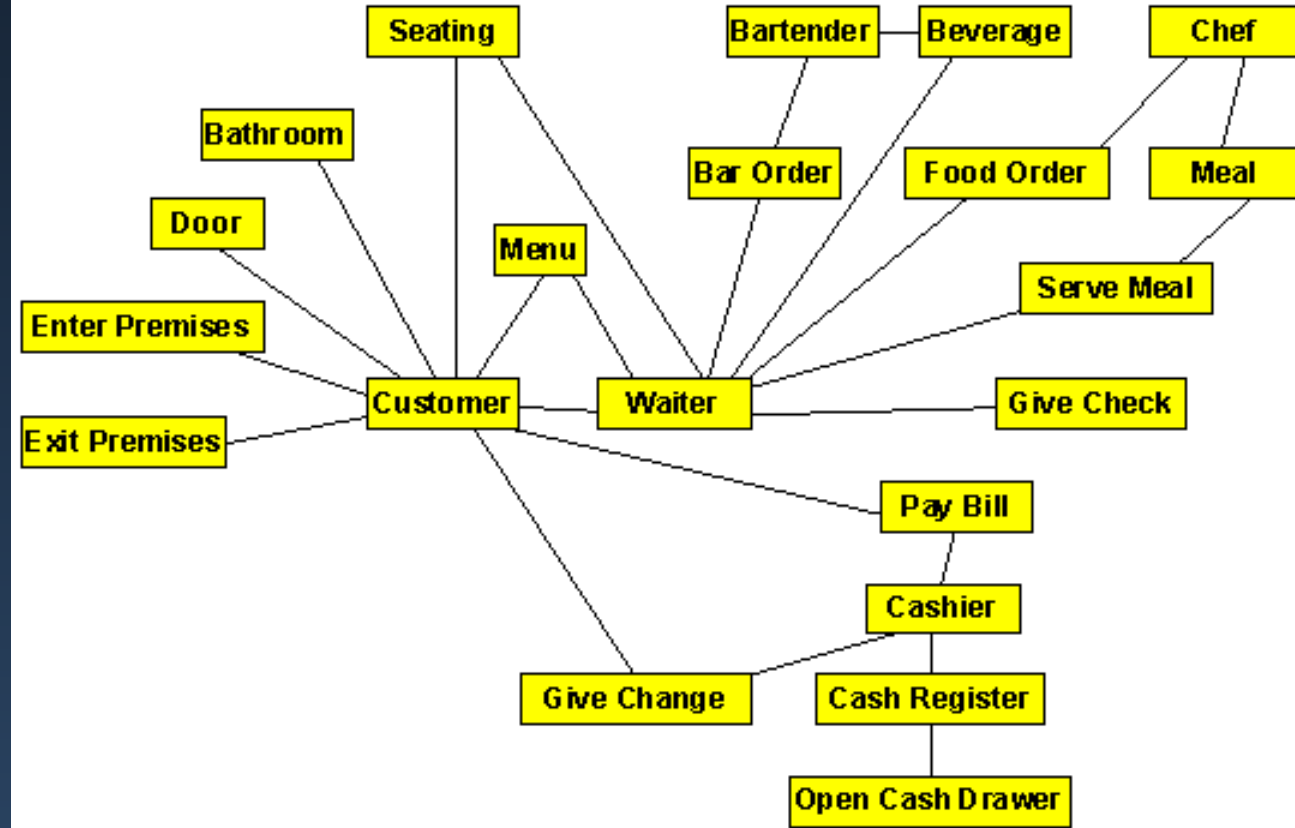 Seating
Bartender
Beverage
Chef
Bathroom
Bar Order
Food Order
Meal
Door
Menu
Serve Meal
Enter Premises
Customer
Waiter
Give Check
Exit Premises
Pay Bill
Cashier
Give Change
Cash Register
Open Cash Drawer